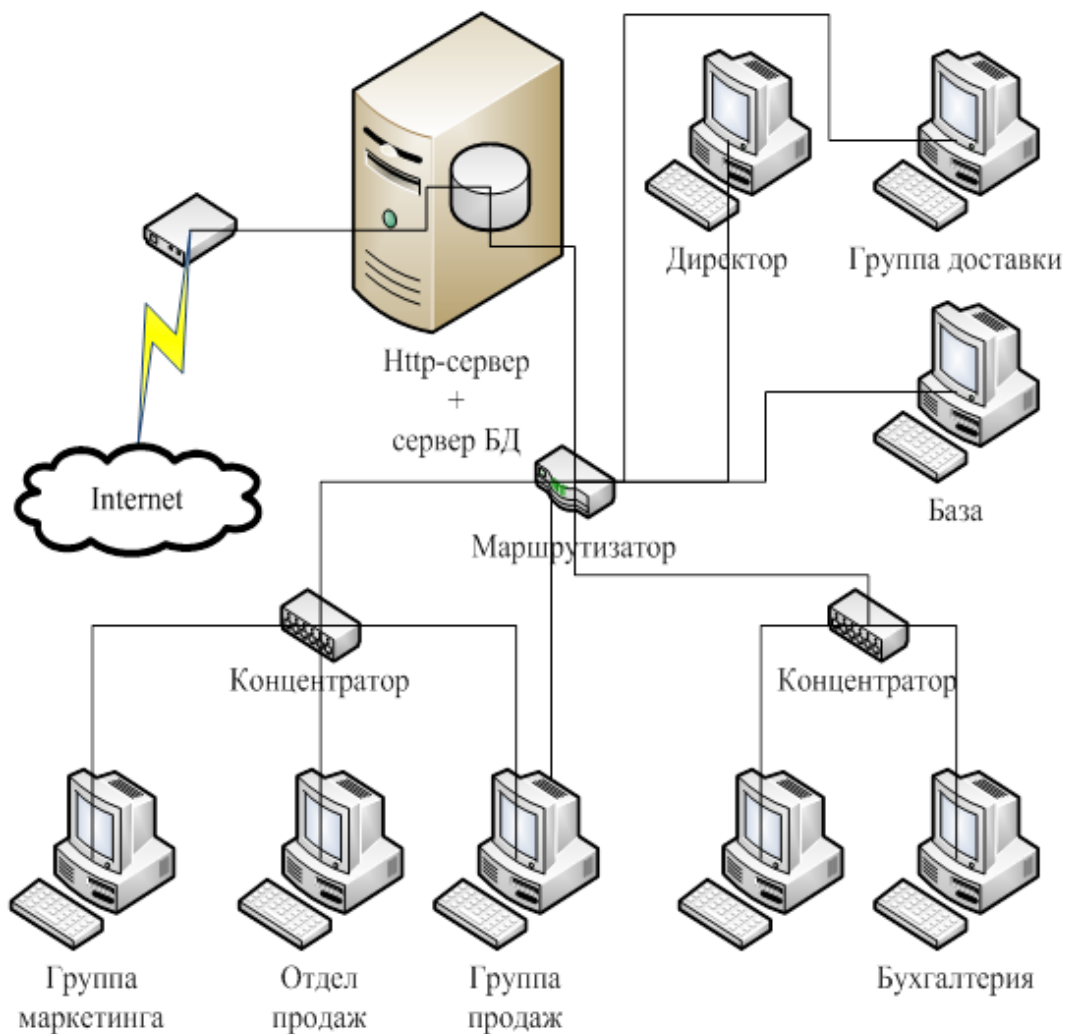 Директор
Группа доставки
Http-сервер
+
сервер БД
Internet
База
Маршрутизатор
Концентратор
Концентратор
Группа
маркетинга
Отдел
продаж
Группа
продаж
Бухгалтерия